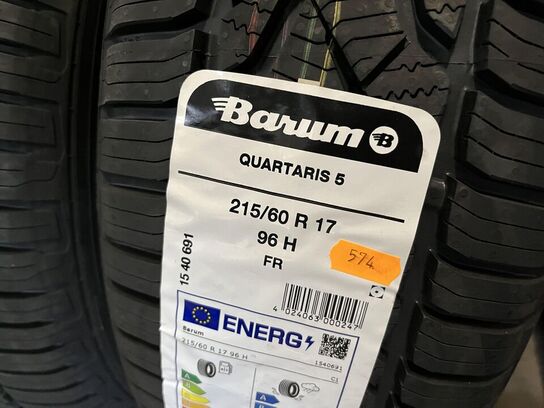 Barum B
QUARTARIS 5
215/60 R 17
96 H
FR
574
15 40 691
4 024063 000247
ENERG
Barum
1540691
215/60 R 17 96 H
C1
A
B
A
B